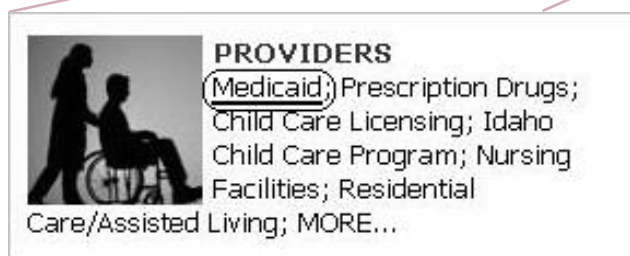 PROVIDERS
Medicaid; Prescription Drugs;
Child Care Licensing; Idaho
Child Care Program; Nursing
Facilities; Residential
Care/Assisted Living; MORE...